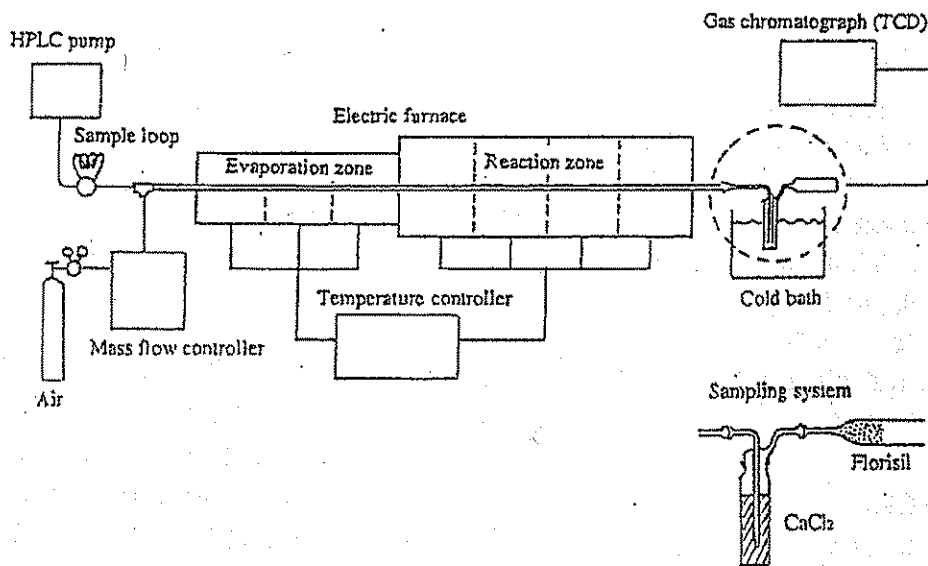 Gas chromatograph (TCD)
HPLC pump
Sample loop
Electric furnace
Evaporation zone
Reaction zone
Temperature controller
Cold bath
Mass flow controller
Air
Sampling system
Florisil
CaCl₂